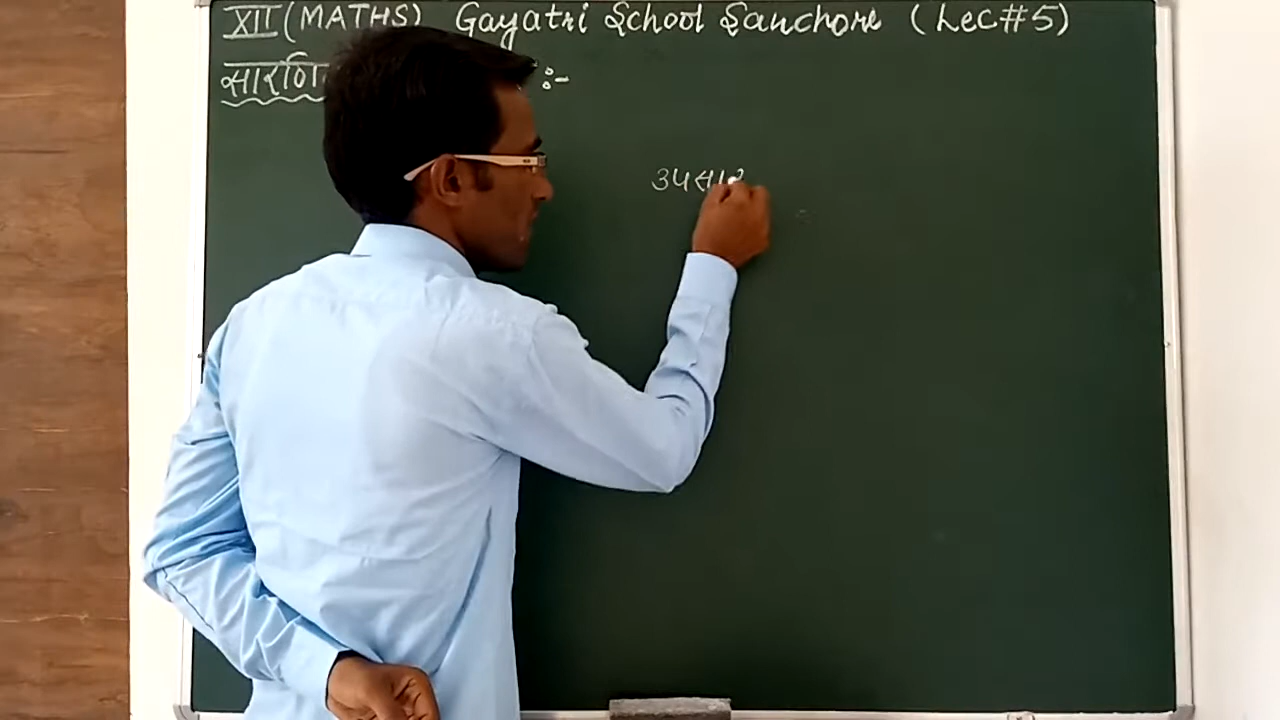 XII (MATHS) Gayatri School Sanchore (Lec#5)
सारणि :-
उपसार